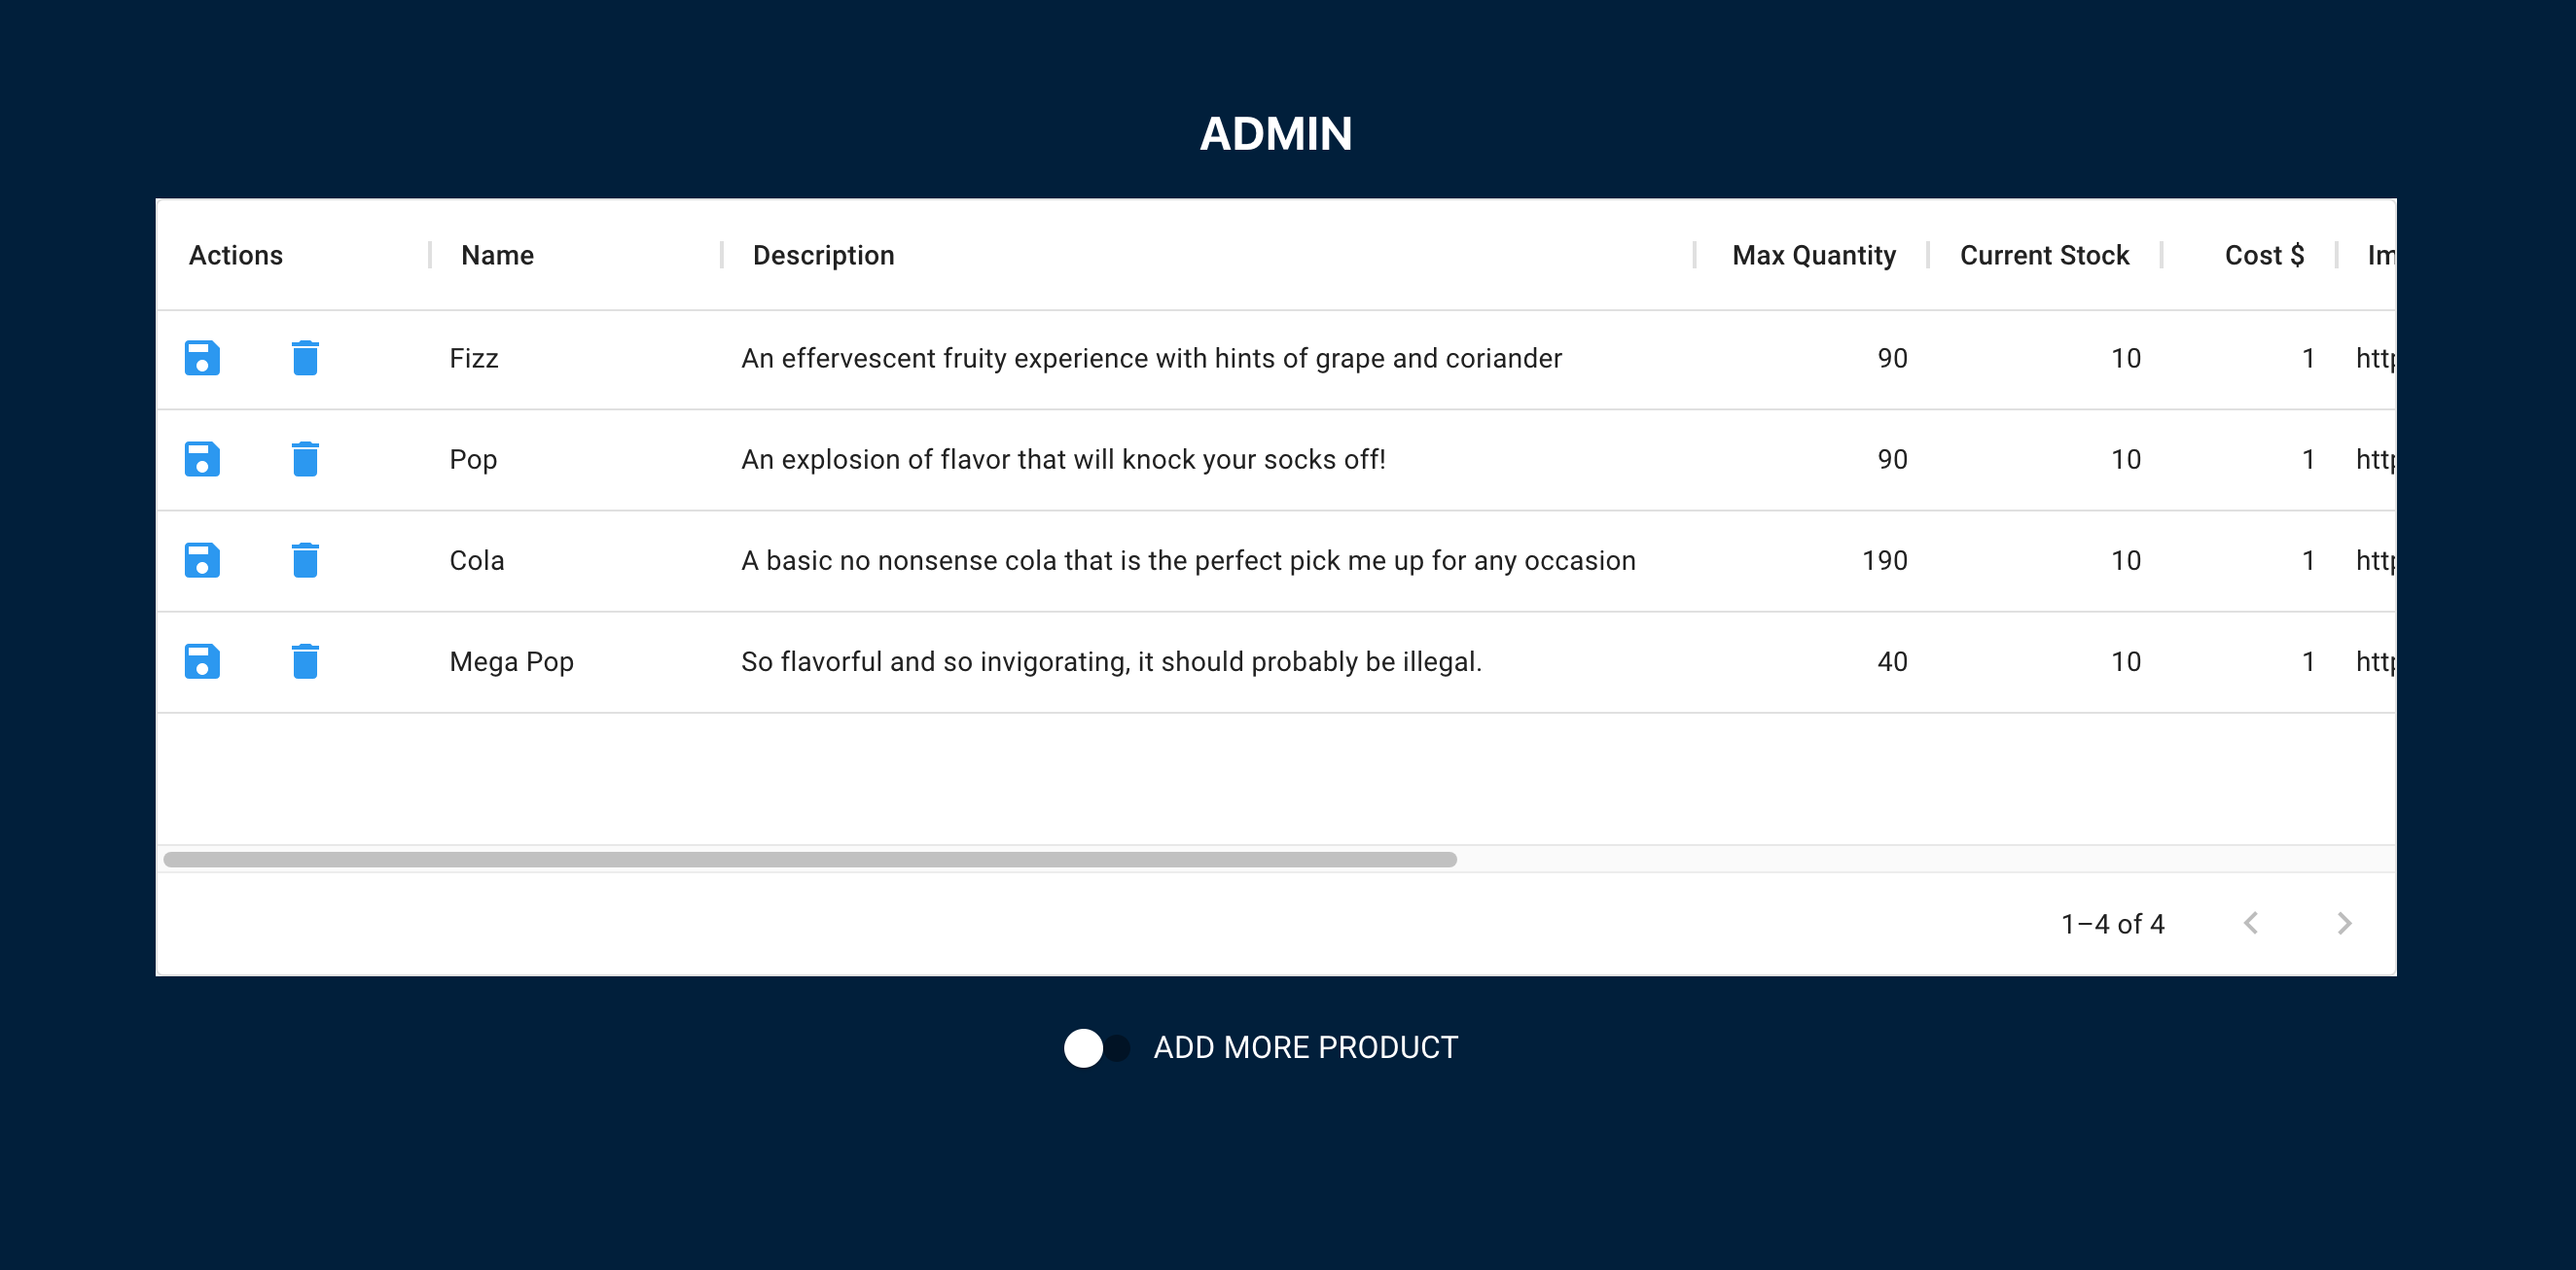 ADMIN
Actions Name Description Max Quantity Current Stock Cost $ Im
Fizz An effervescent fruity experience with hints of grape and coriander 90 10 1 http
Pop An explosion of flavor that will knock your socks off! 90 10 1 http
Cola A basic no nonsense cola that is the perfect pick me up for any occasion 190 10 1 http
Mega Pop So flavorful and so invigorating, it should probably be illegal. 40 10 1 http
1–4 of 4
ADD MORE PRODUCT